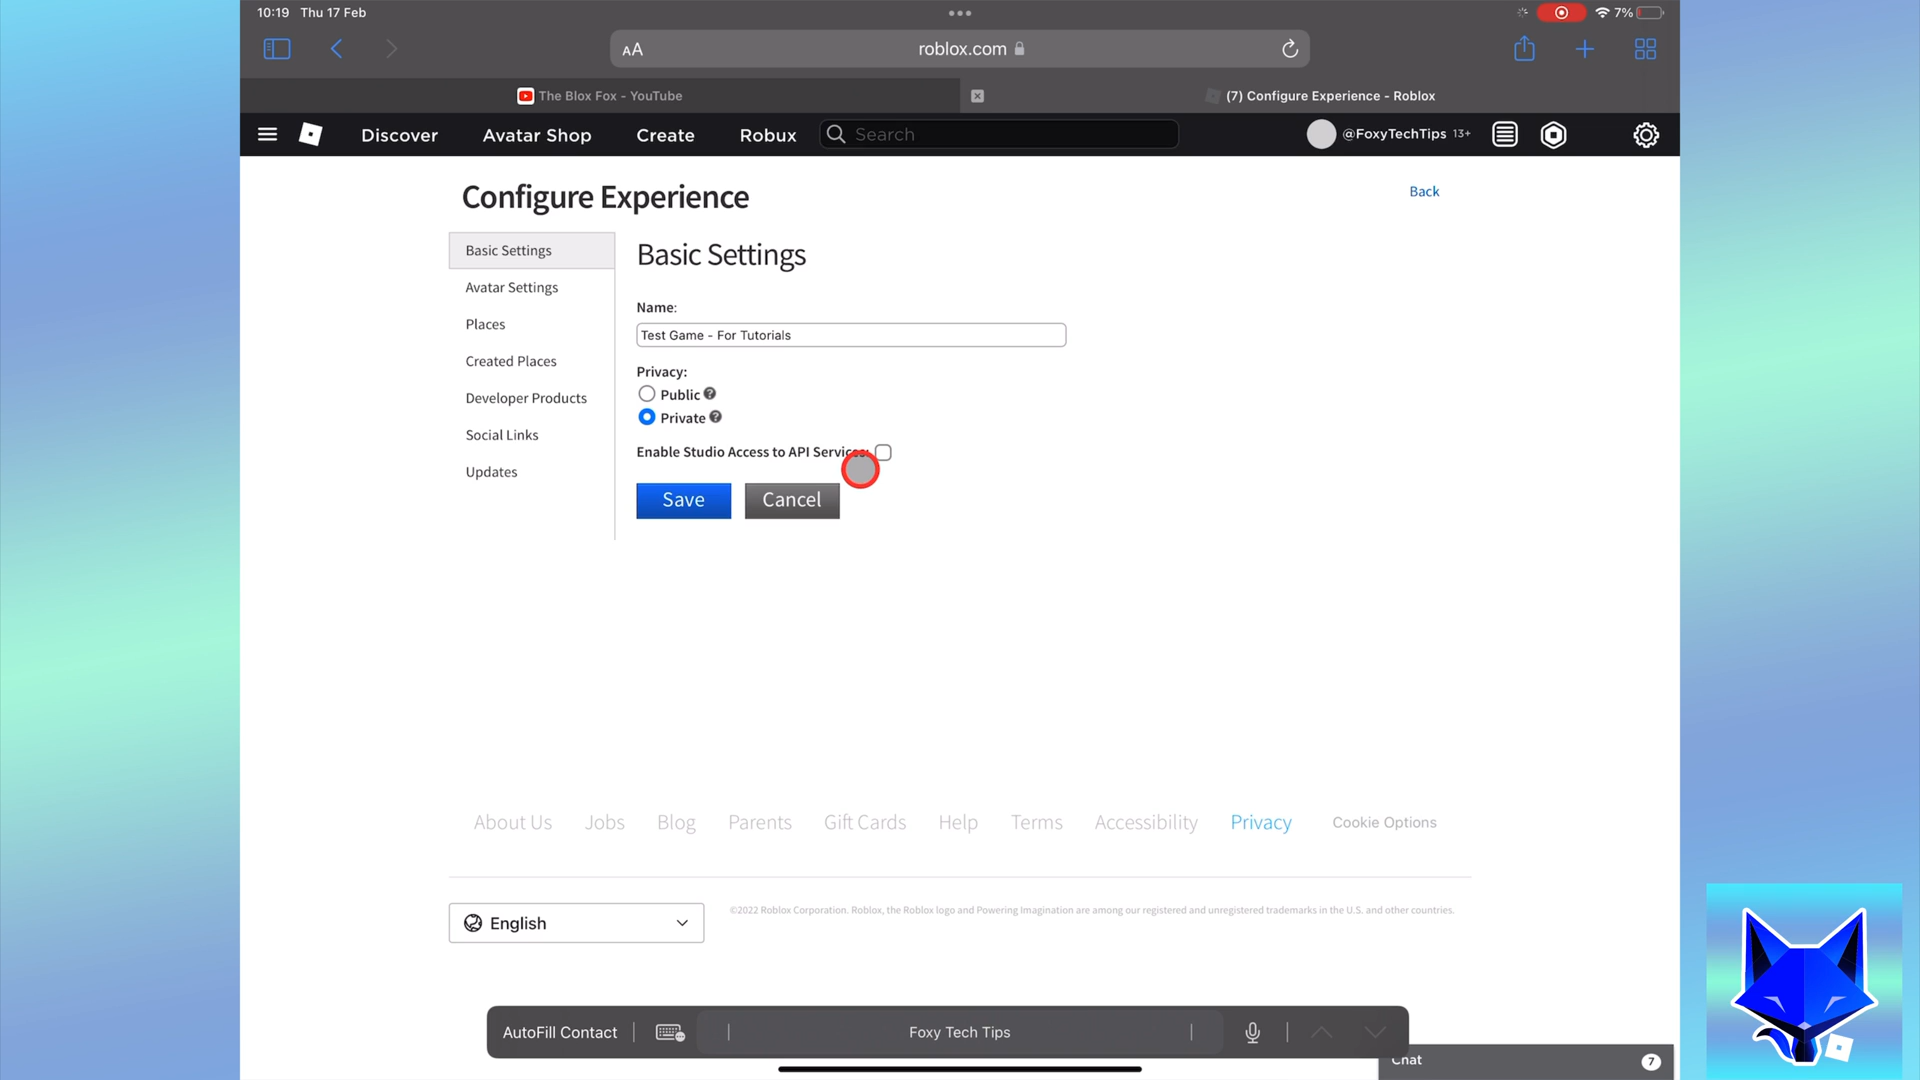 10:19 Thu 17 Feb
7%
AA
roblox.com
The Blox Fox - YouTube
(7) Configure Experience - Roblox
Discover
Avatar Shop
Create
Robux
Search
@FoxyTechTips 13+
Configure Experience
Back
Basic Settings
Avatar Settings
Places
Created Places
Developer Products
Social Links
Updates
Basic Settings
Name:
Test Game - For Tutorials
Privacy:
Public
Private
Enable Studio Access to API Services:
Save
Cancel
About Us
Jobs
Blog
Parents
Gift Cards
Help
Terms
Accessibility
Privacy
Cookie Options
English
©2022 Roblox Corporation. Roblox, the Roblox logo and Powering Imagination are among our registered and unregistered trademarks in the U.S. and other countries.
AutoFill Contact
Foxy Tech Tips
Chat
7